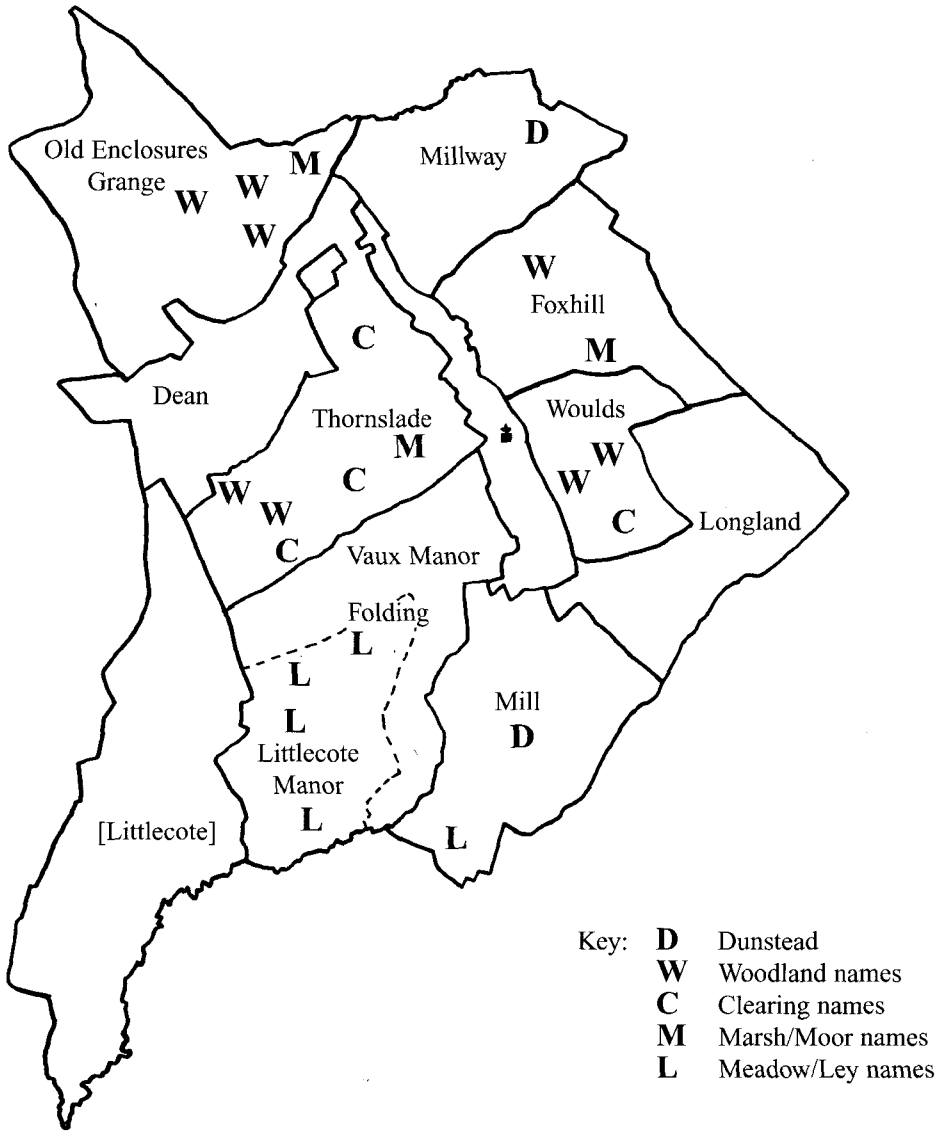 D
Millway
Old Enclosures
Grange
M
W
W
W
W
Foxhill
M
C
Dean
Thornslade
M
Woulds
W
W
C
Longland
C
W
W
C
Vaux Manor
Folding
L
L
L
Littlecote
Manor
L
Mill
D
L
[Littlecote]
Key:
D Dunstead
W Woodland names
C Clearing names
M Marsh/Moor names
L Meadow/Ley names